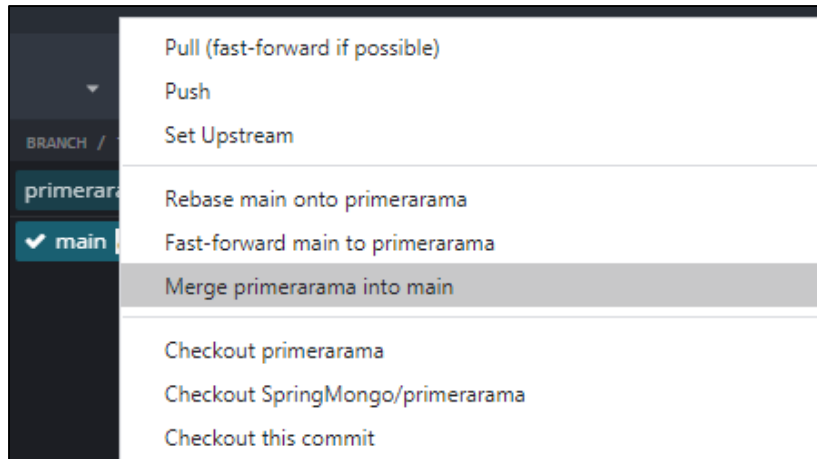 Pull (fast-forward if possible)
Push
Set Upstream
BRANCH /
Rebase main onto primerarama
primerara
Fast-forward main to primerarama
main
Merge primerarama into main
Checkout primerarama
Checkout SpringMongo/primerarama
Checkout this commit